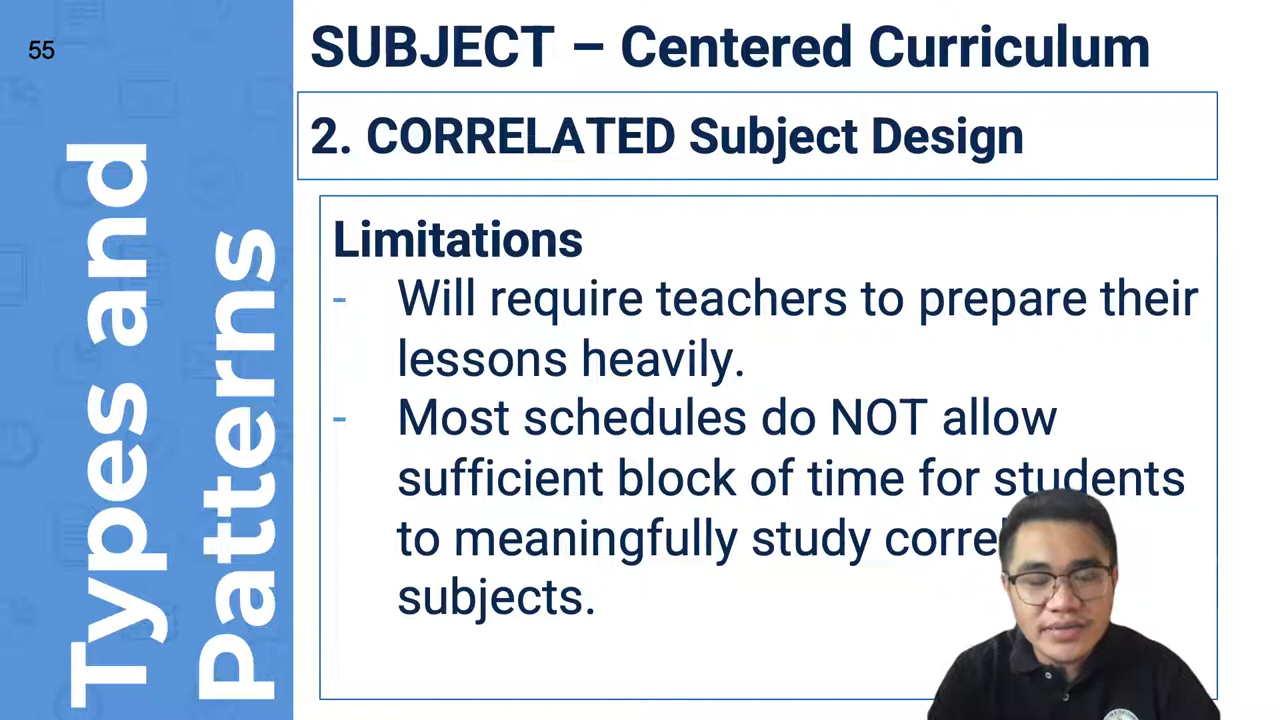 55
Types and
Patterns
SUBJECT – Centered Curriculum
2. CORRELATED Subject Design
Limitations
- Will require teachers to prepare their
lessons heavily.
- Most schedules do NOT allow
sufficient block of time for students
to meaningfully study
subjects.